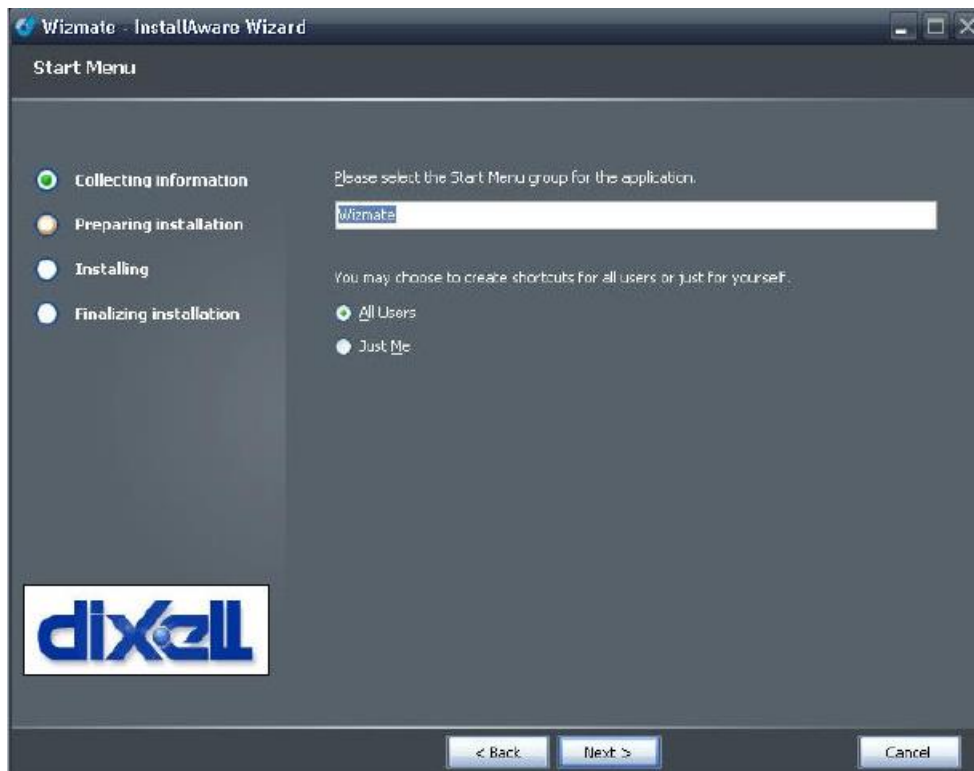 Wizmate - InstallAware Wizard
Start Menu
Collecting information
Preparing installation
Installing
Finalizing installation
Please select the Start Menu group for the application.
Wizmate
You may choose to create shortcuts for all users or just for yourself.
All Users
Just Me
dixell
< Back
Next >
Cancel